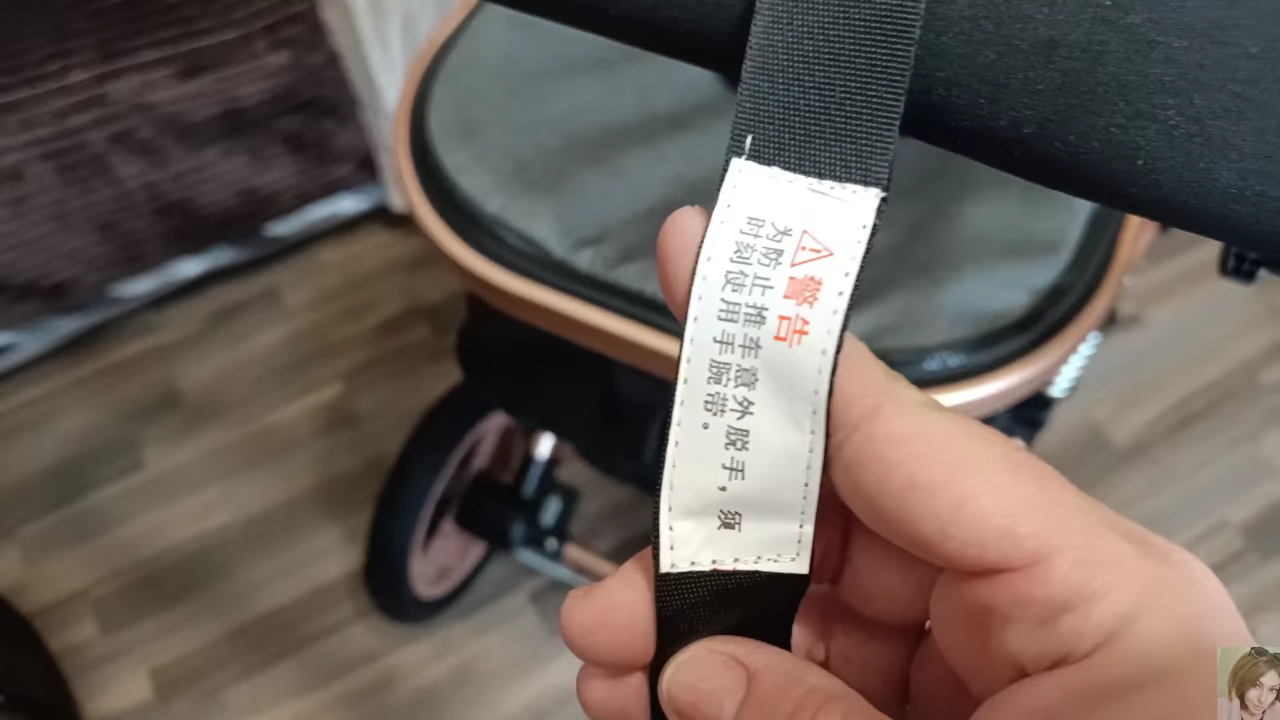 警告
为防止推车意外脱手，须
时刻使用手腕带。